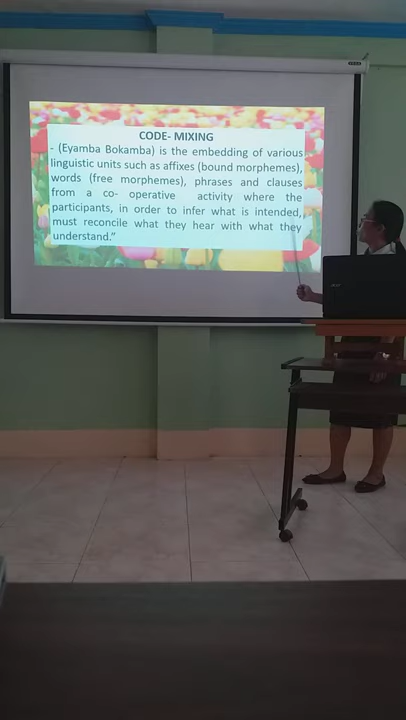 CODE- MIXING
- (Eyamba Bokamba) is the embedding of various
linguistic units such as affixes (bound morphemes),
words (free morphemes), phrases and clauses
from a co- operative activity where the
participants, in order to infer what is intended,
must reconcile what they hear with what they
understand.”